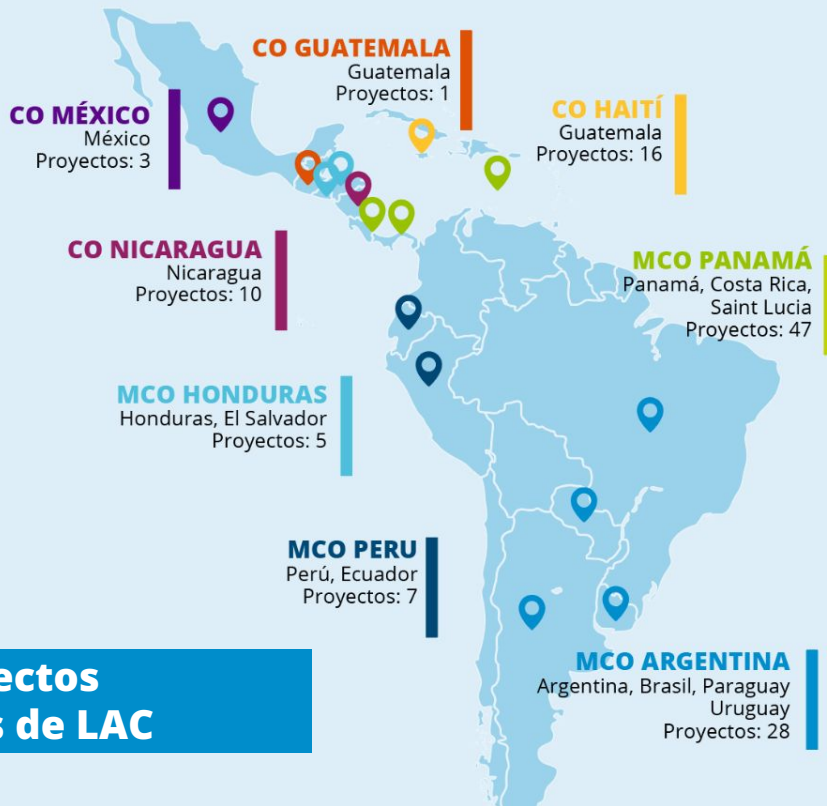 CO GUATEMALA
Guatemala
Proyectos: 1
CO MÉXICO
México
Proyectos: 3
CO HAITÍ
Guatemala
Proyectos: 16
CO NICARAGUA
Nicaragua
Proyectos: 10
MCO PANAMÁ
Panamá, Costa Rica,
Saint Lucia
Proyectos: 47
MCO HONDURAS
Honduras, El Salvador
Proyectos: 5
MCO PERU
Perú, Ecuador
Proyectos: 7
MCO ARGENTINA
Argentina, Brasil, Paraguay
Uruguay
Proyectos: 28
ectos
s de LAC